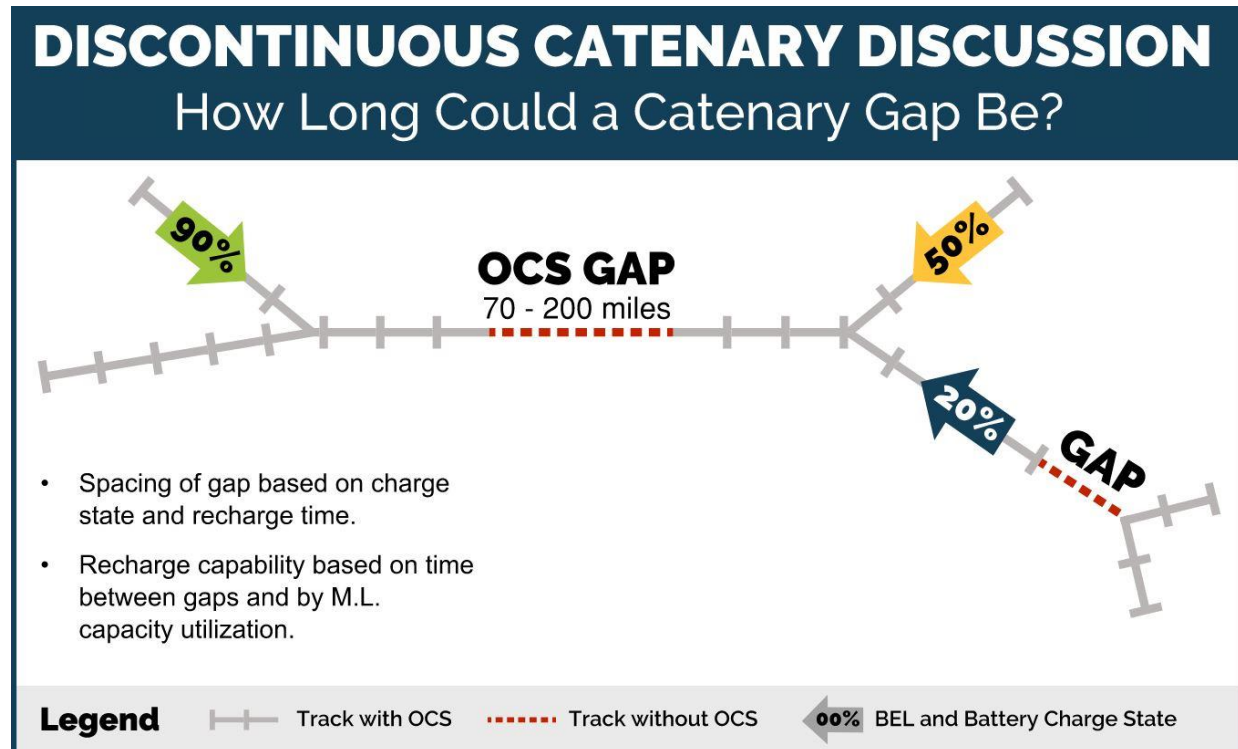 DISCONTINUOUS CATENARY DISCUSSION
How Long Could a Catenary Gap Be?
90%
50%
OCS GAP
70 - 200 miles
20%
GAP
• Spacing of gap based on charge
state and recharge time.
• Recharge capability based on time
between gaps and by M.L.
capacity utilization.
Legend
Track with OCS
Track without OCS
00% BEL and Battery Charge State